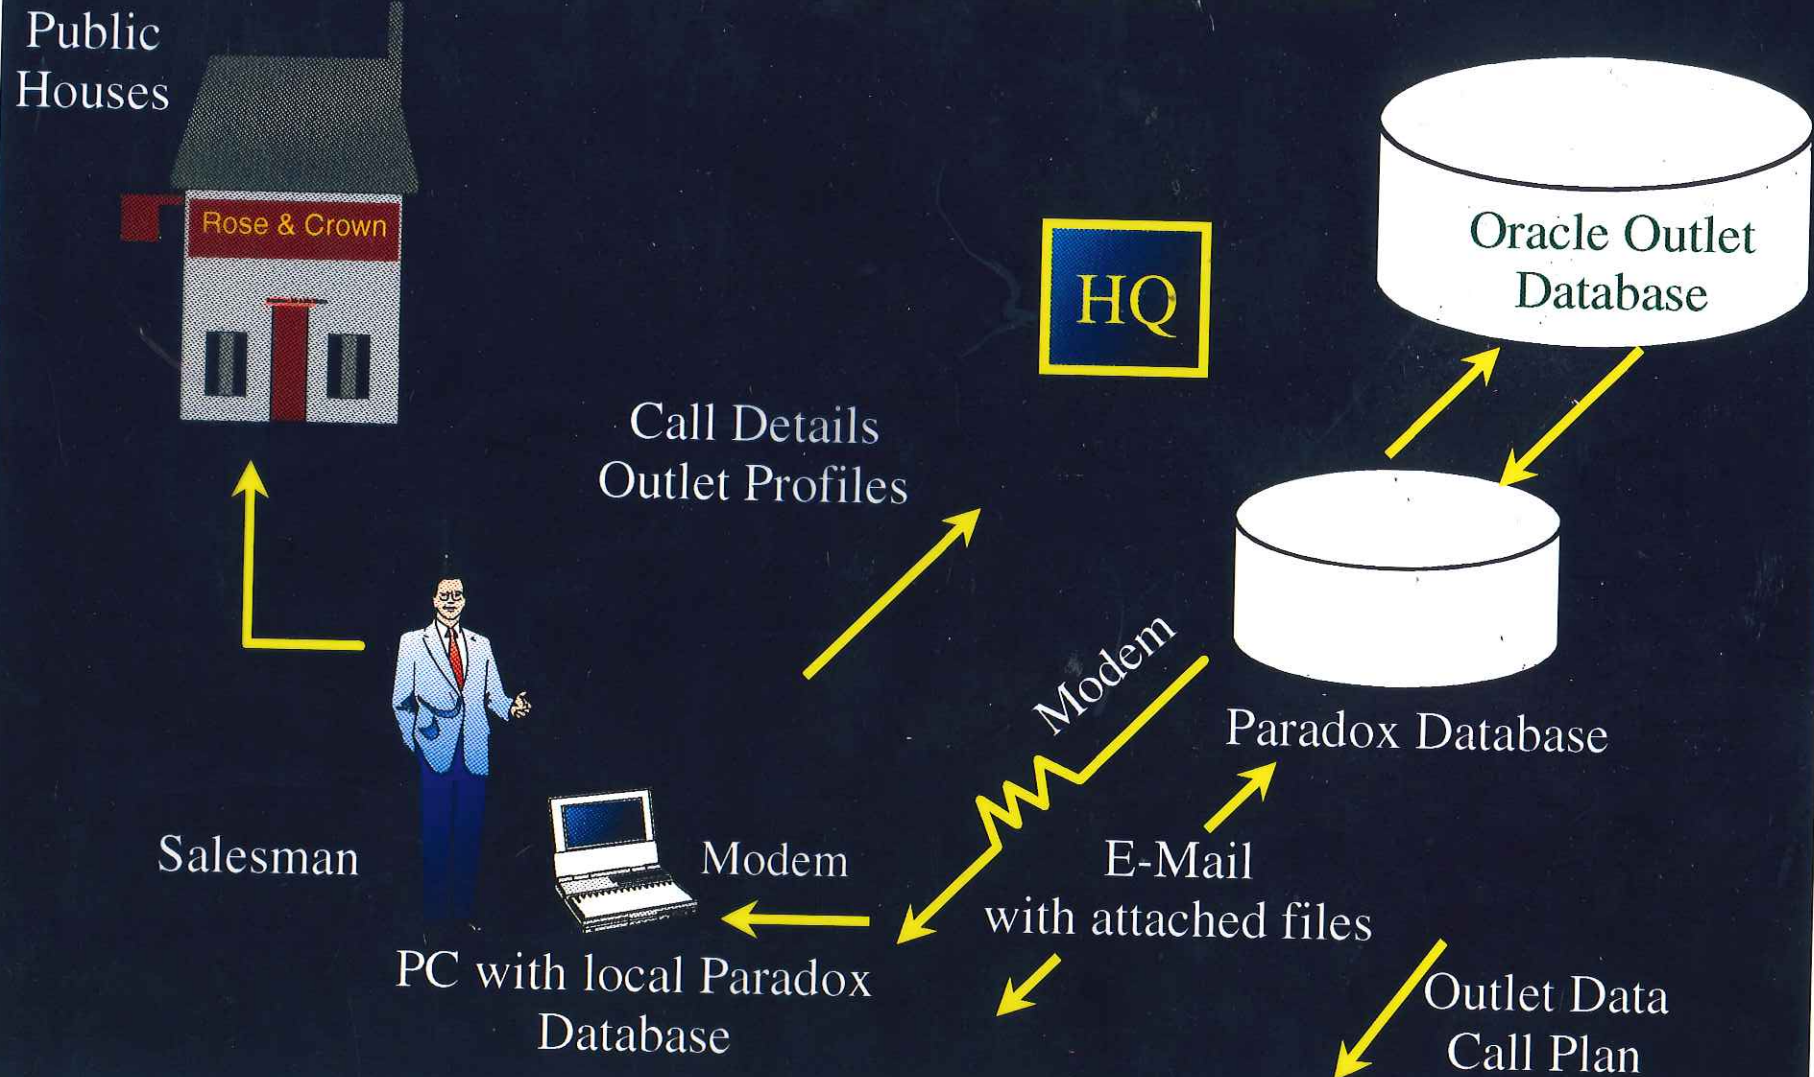 Public
Houses
Rose & Crown
HQ
Oracle Outlet
Database
Call Details
Outlet Profiles
Modem
Paradox Database
Salesman
Modem
E-Mail
with attached files
PC with local Paradox
Database
Outlet Data
Call Plan